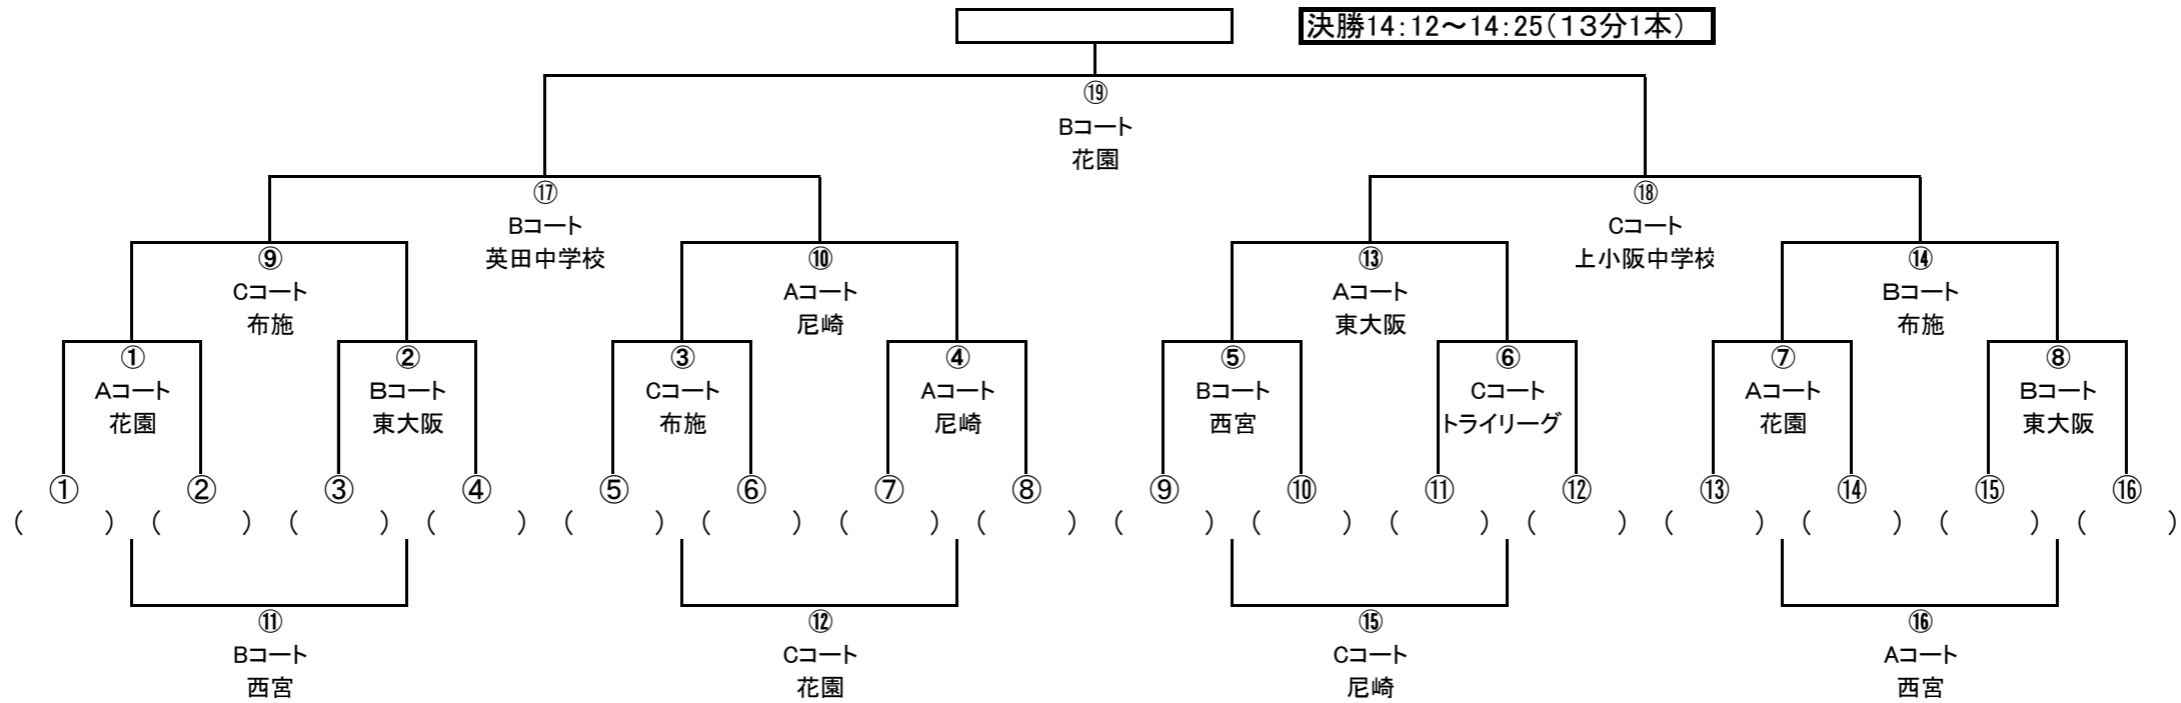 決勝14:12～14:25(13分1本)
⑲
Bコート
花園
⑰
Bコート
英田中学校
⑱
Cコート
上小阪中学校
⑨
Cコート
布施
⑩
Aコート
尼崎
⑬
Aコート
東大阪
⑭
Bコート
布施
①
Aコート
花園
②
Bコート
東大阪
③
Cコート
布施
④
Aコート
尼崎
⑤
Bコート
西宮
⑥
Cコート
トライリーグ
⑦
Aコート
花園
⑧
Bコート
東大阪
① ② ③ ④ ⑤ ⑥ ⑦ ⑧ ⑨ ⑩ ⑪ ⑫ ⑬ ⑭ ⑮ ⑯
( ) ( ) ( ) ( ) ( ) ( ) ( ) ( ) ( ) ( ) ( ) ( ) ( ) ( ) ( ) ( )
⑪
Bコート
西宮
⑫
Cコート
花園
⑮
Cコート
尼崎
⑯
Aコート
西宮